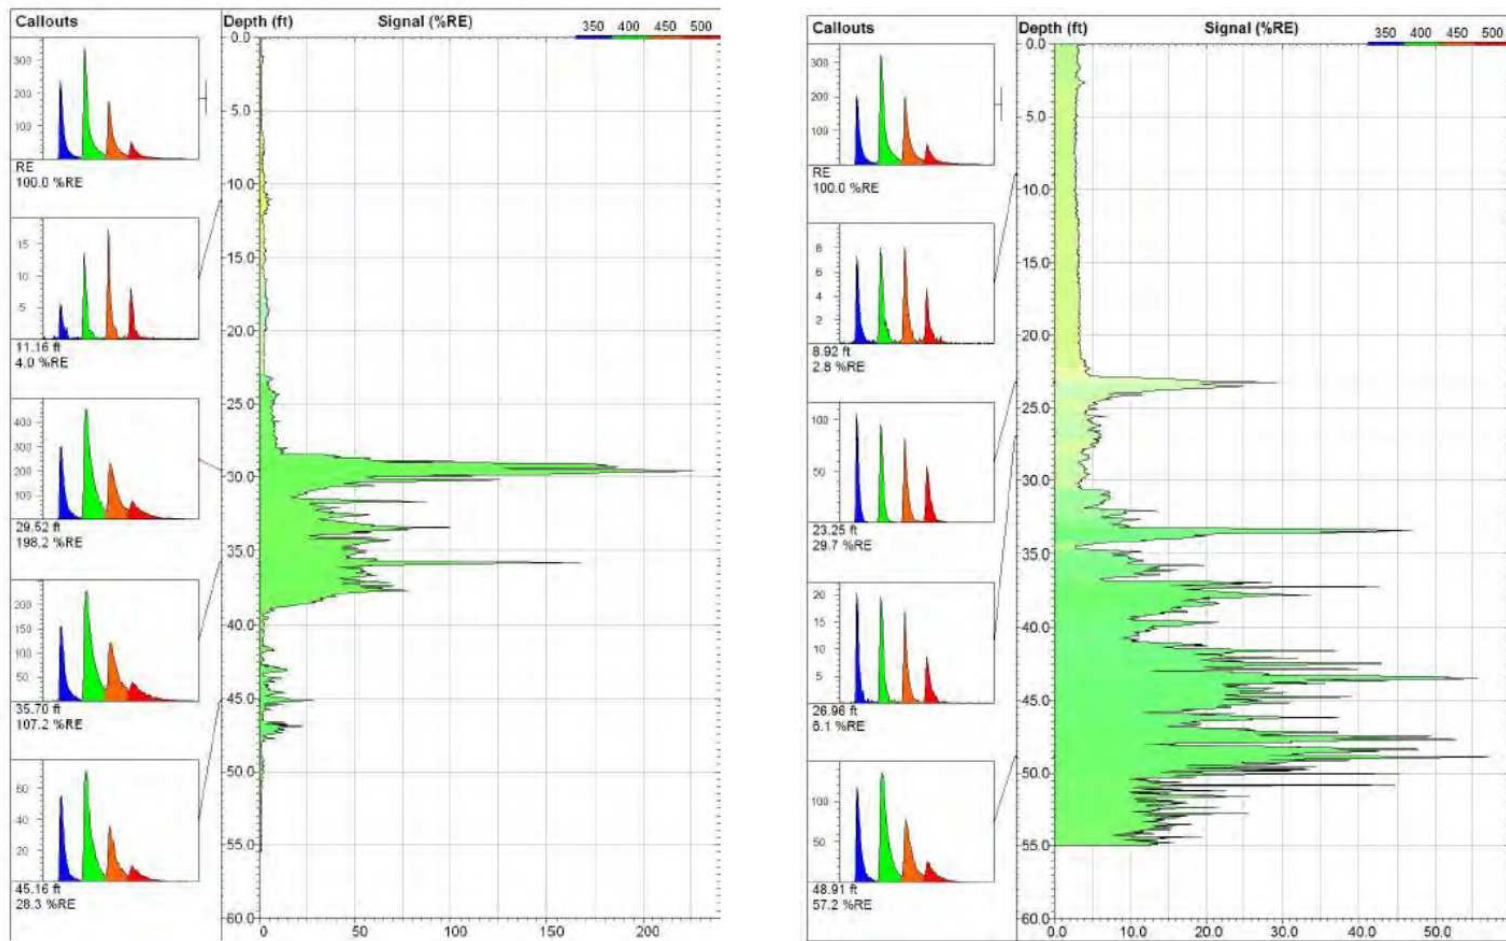 Callouts
Depth (ft)
Signal (%RE)
350 400 450 500
300
200
100
RE
100.0 %RE
15
10
5
11.16 ft
4.0 %RE
400
300
200
100
29.52 ft
198.2 %RE
200
150
100
50
35.70 ft
107.2 %RE
60
40
20
45.16 ft
28.3 %RE
0.0
5.0
10.0
15.0
20.0
25.0
30.0
35.0
40.0
45.0
50.0
55.0
60.0
0 50 100 150 200
Callouts
Depth (ft)
Signal (%RE)
350 400 450 500
300
200
100
RE
100.0 %RE
8
6
4
2
8.92 ft
2.8 %RE
100
50
23.25 ft
29.7 %RE
20
15
10
5
26.96 ft
6.1 %RE
100
50
48.91 ft
57.2 %RE
0.0
5.0
10.0
15.0
20.0
25.0
30.0
35.0
40.0
45.0
50.0
55.0
60.0
0.0 10.0 20.0 30.0 40.0 50.0